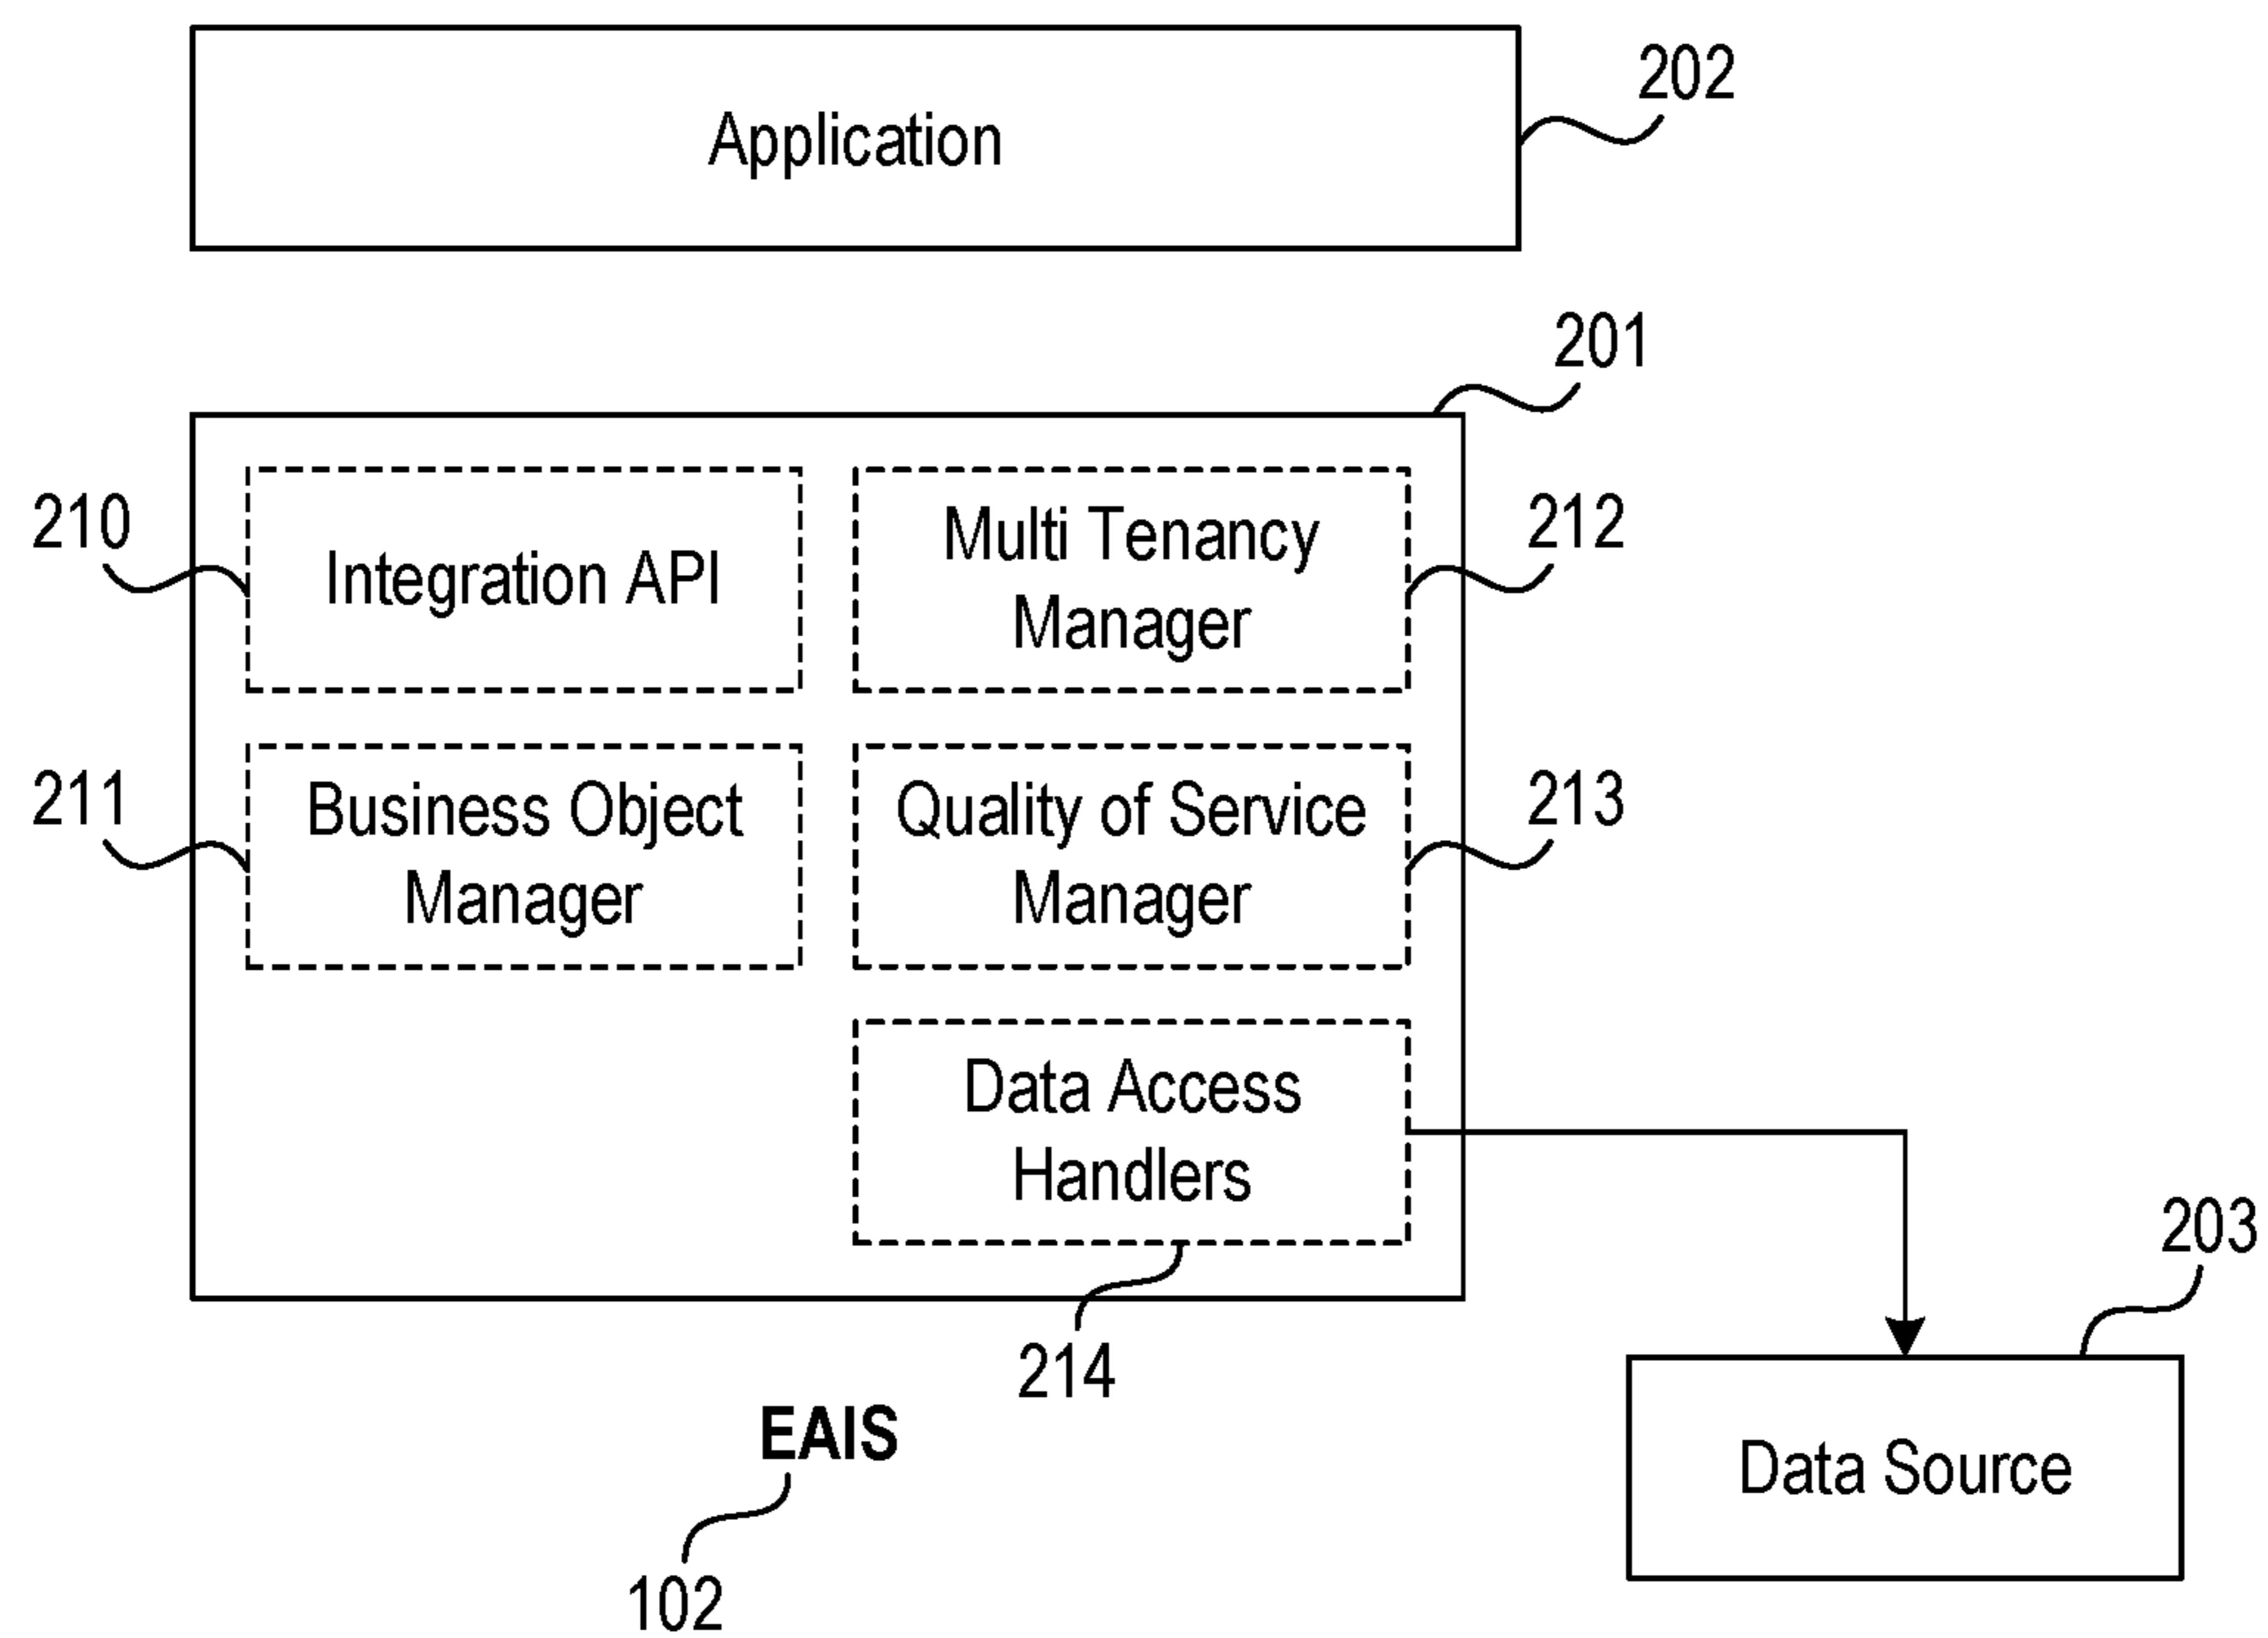 Application
202
201
210
Integration API
Multi Tenancy
Manager
212
211
Business Object
Manager
Quality of Service
Manager
213
Data Access
Handlers
214
203
Data Source
EAIS
102